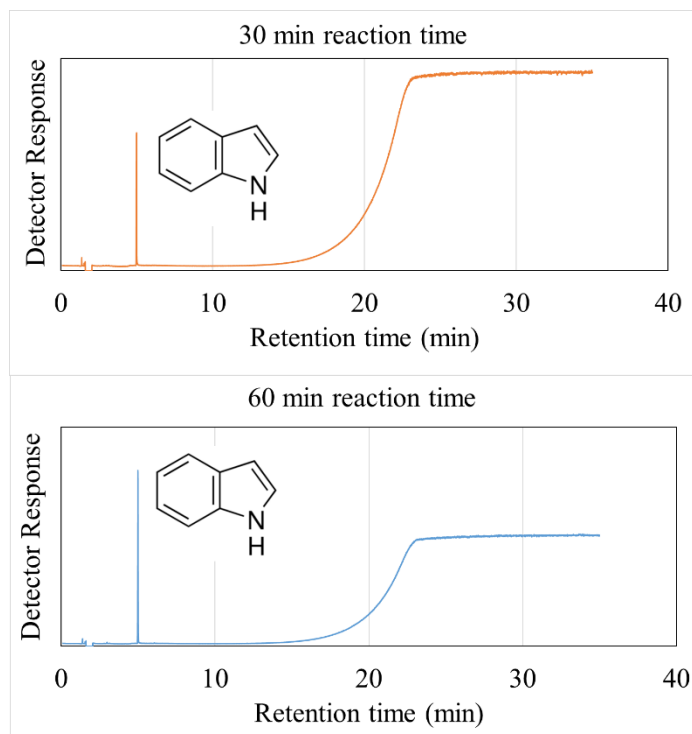 30 min reaction time
Detector Response
N
H
0 10 20 30 40
Retention time (min)
60 min reaction time
Detector Response
N
H
0 10 20 30 40
Retention time (min)